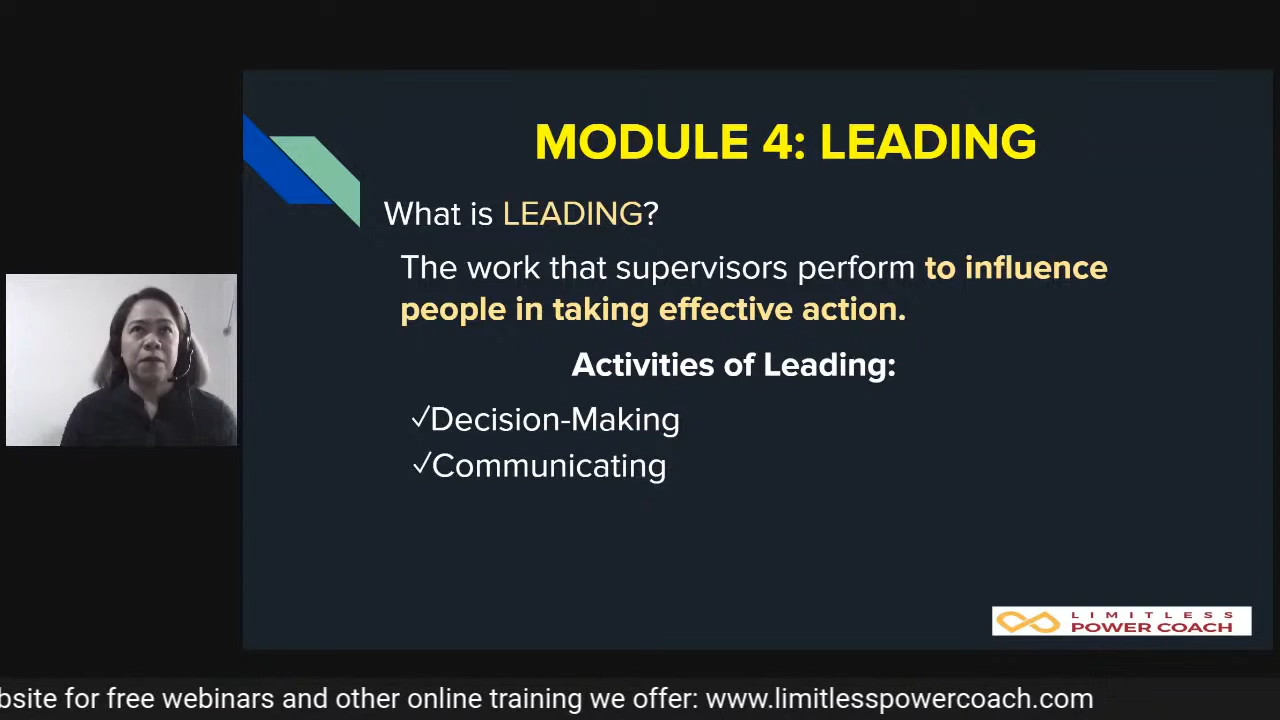 MODULE 4: LEADING
What is LEADING?
The work that supervisors perform to influence
people in taking effective action.
Activities of Leading:
✓Decision-Making
✓Communicating
LIMITLESS
POWER COACH
bsite for free webinars and other online training we offer: www.limitlesspowercoach.com